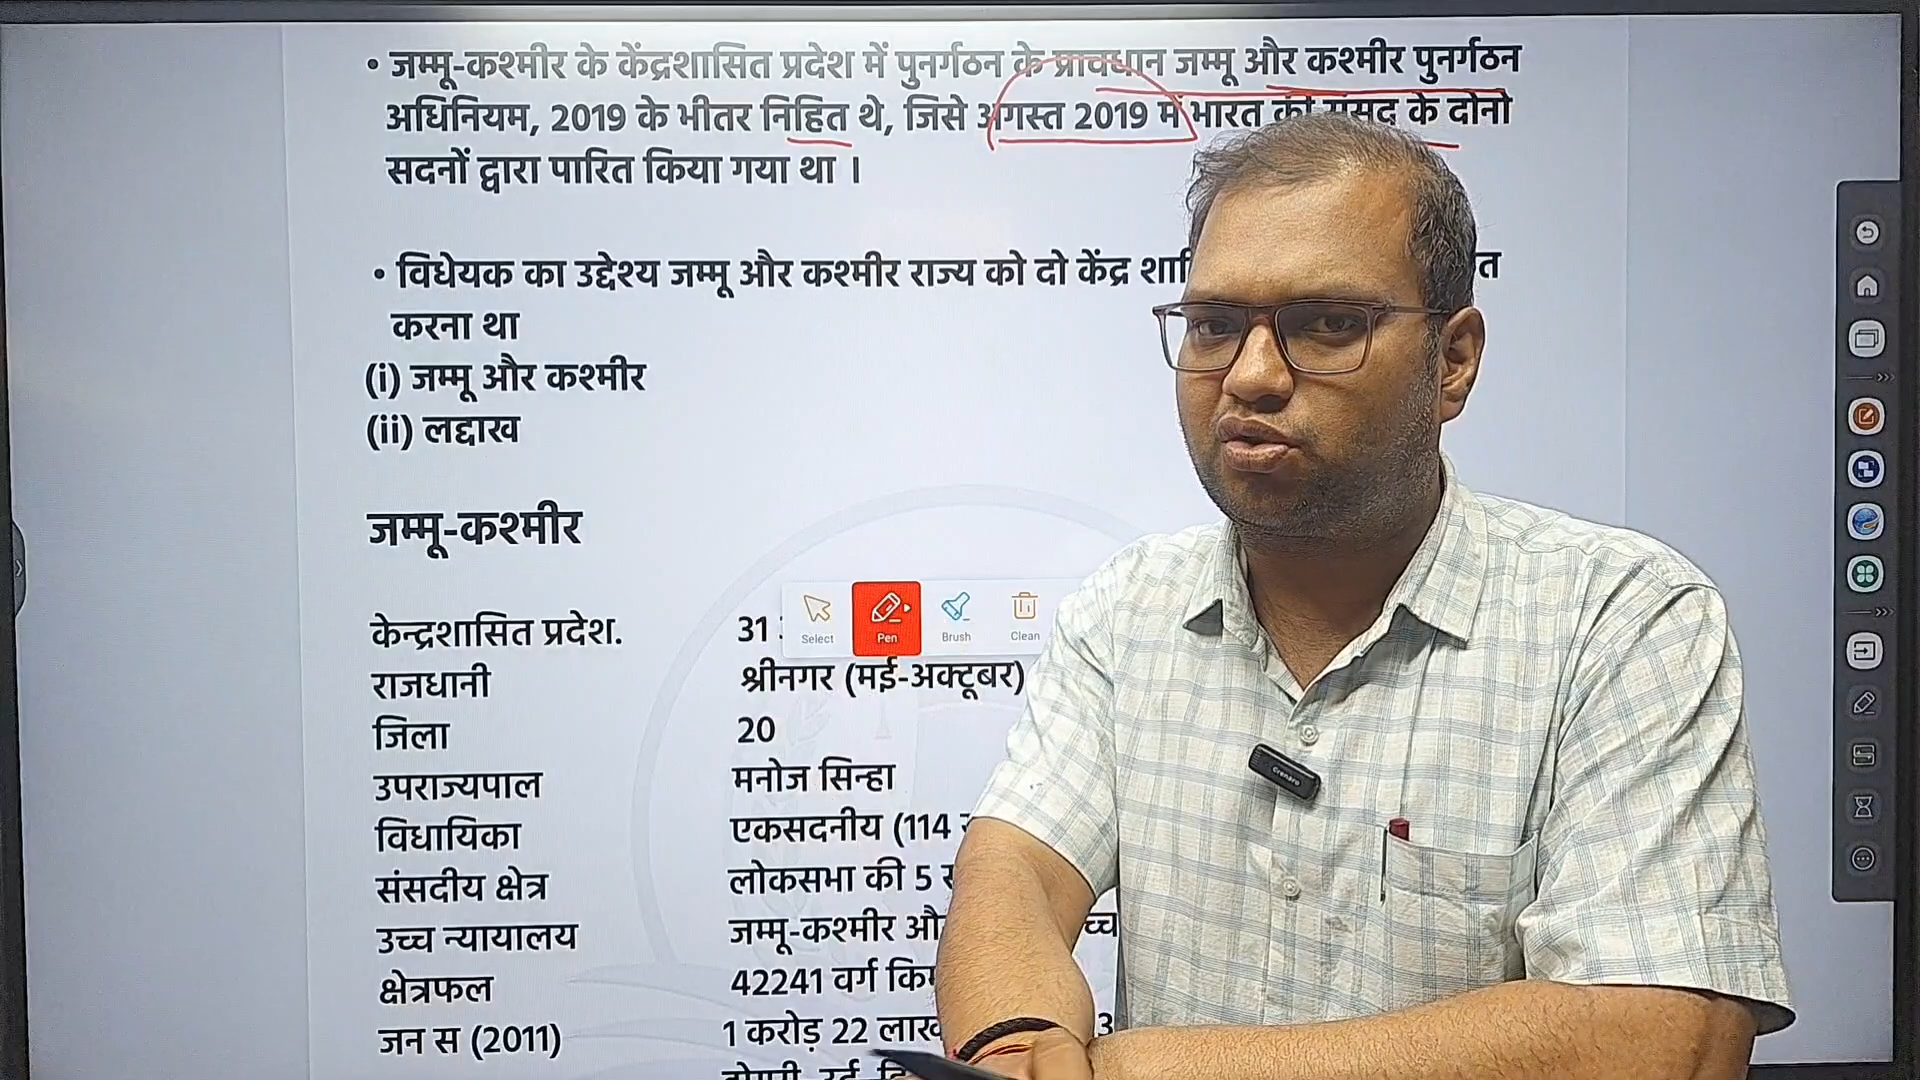 • जम्मू-कश्मीर के केंद्रशासित प्रदेश में पुनर्गठन के प्रावधान जम्मू और कश्मीर पुनर्गठन
अधिनियम, 2019 के भीतर निहित थे, जिसे अगस्त 2019 में भारत की संसद के दोनो
सदनों द्वारा पारित किया गया था ।
• विधेयक का उद्देश्य जम्मू और कश्मीर राज्य को दो केंद्र
करना था
(i) जम्मू और कश्मीर
(ii) लद्दाख
जम्मू-कश्मीर
केन्द्रशासित प्रदेश. 31
Select Pen Brush Clean
राजधानी श्रीनगर (मई-अक्टूबर)
जिला 20
उपराज्यपाल मनोज सिन्हा
विधायिका एकसदनीय (114
संसदीय क्षेत्र लोकसभा की 5
उच्च न्यायालय जम्मू-कश्मीर
क्षेत्रफल 42241 वर्ग
जन स (2011) 1 करोड़ 22